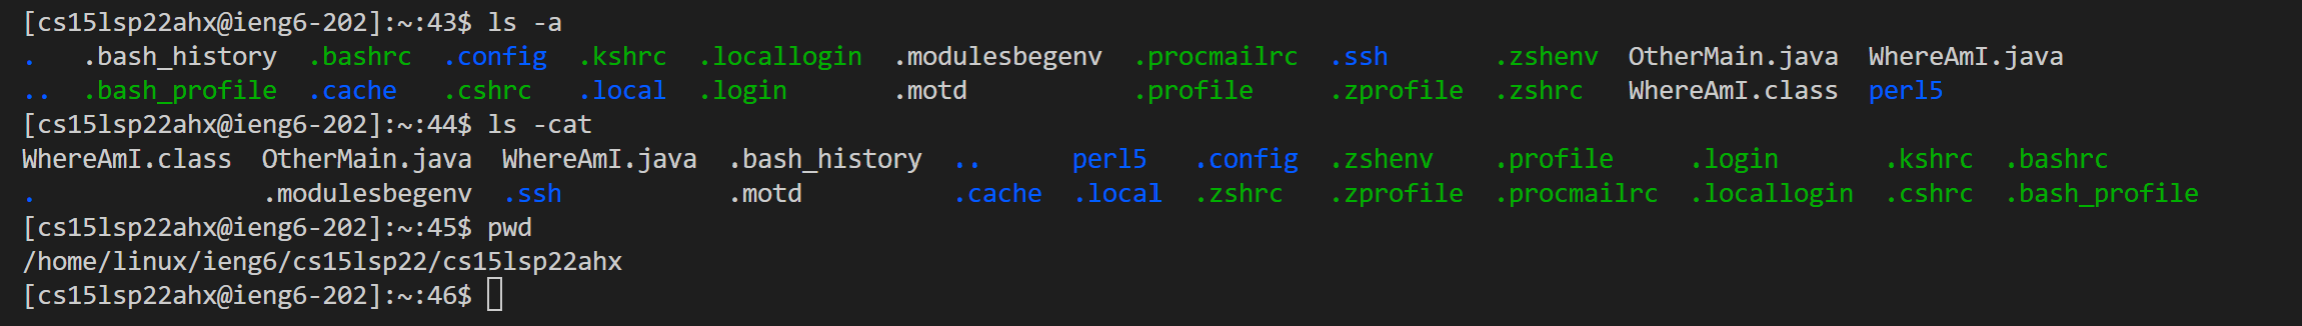 [cs15lsp22ahx@ieng6-202]:~:43$ ls -a
. .bash_history .bashrc .config .kshrc .locallogin .modulesbegenv .procmailrc .ssh .zshenv OtherMain.java WhereAmI.java
.. .bash_profile .cache .cshrc .local .login .motd .profile .zprofile .zshrc WhereAmI.class perl5
[cs15lsp22ahx@ieng6-202]:~:44$ ls -cat
WhereAmI.class OtherMain.java WhereAmI.java .bash_history .. perl5 .config .zshenv .profile .login .kshrc .bashrc
. .modulesbegenv .ssh .motd .cache .local .zshrc .zprofile .procmailrc .locallogin .cshrc .bash_profile
[cs15lsp22ahx@ieng6-202]:~:45$ pwd
/home/linux/ieng6/cs15lsp22/cs15lsp22ahx
[cs15lsp22ahx@ieng6-202]:~:46$